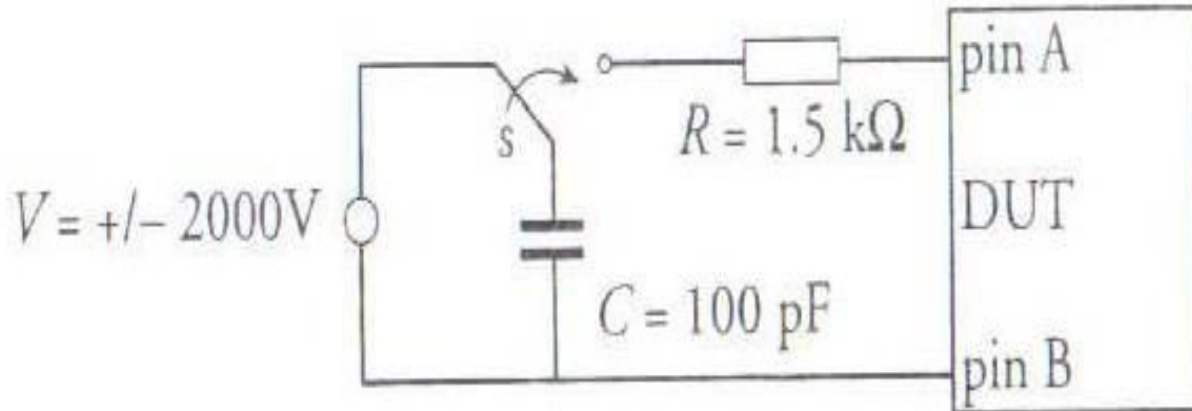 pin A
s
R = 1.5 kΩ
V = +/– 2000V
DUT
C = 100 pF
pin B